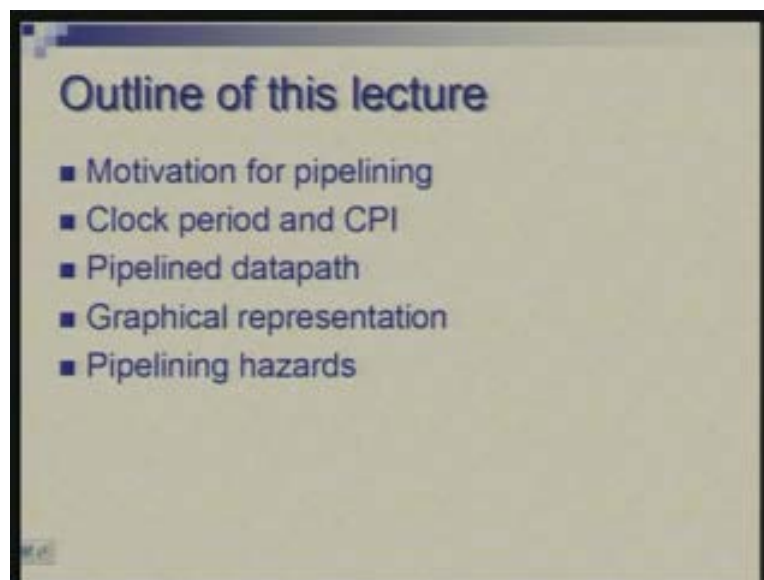 Outline of this lecture
Motivation for pipelining
Clock period and CPI
Pipelined datapath
Graphical representation
Pipelining hazards